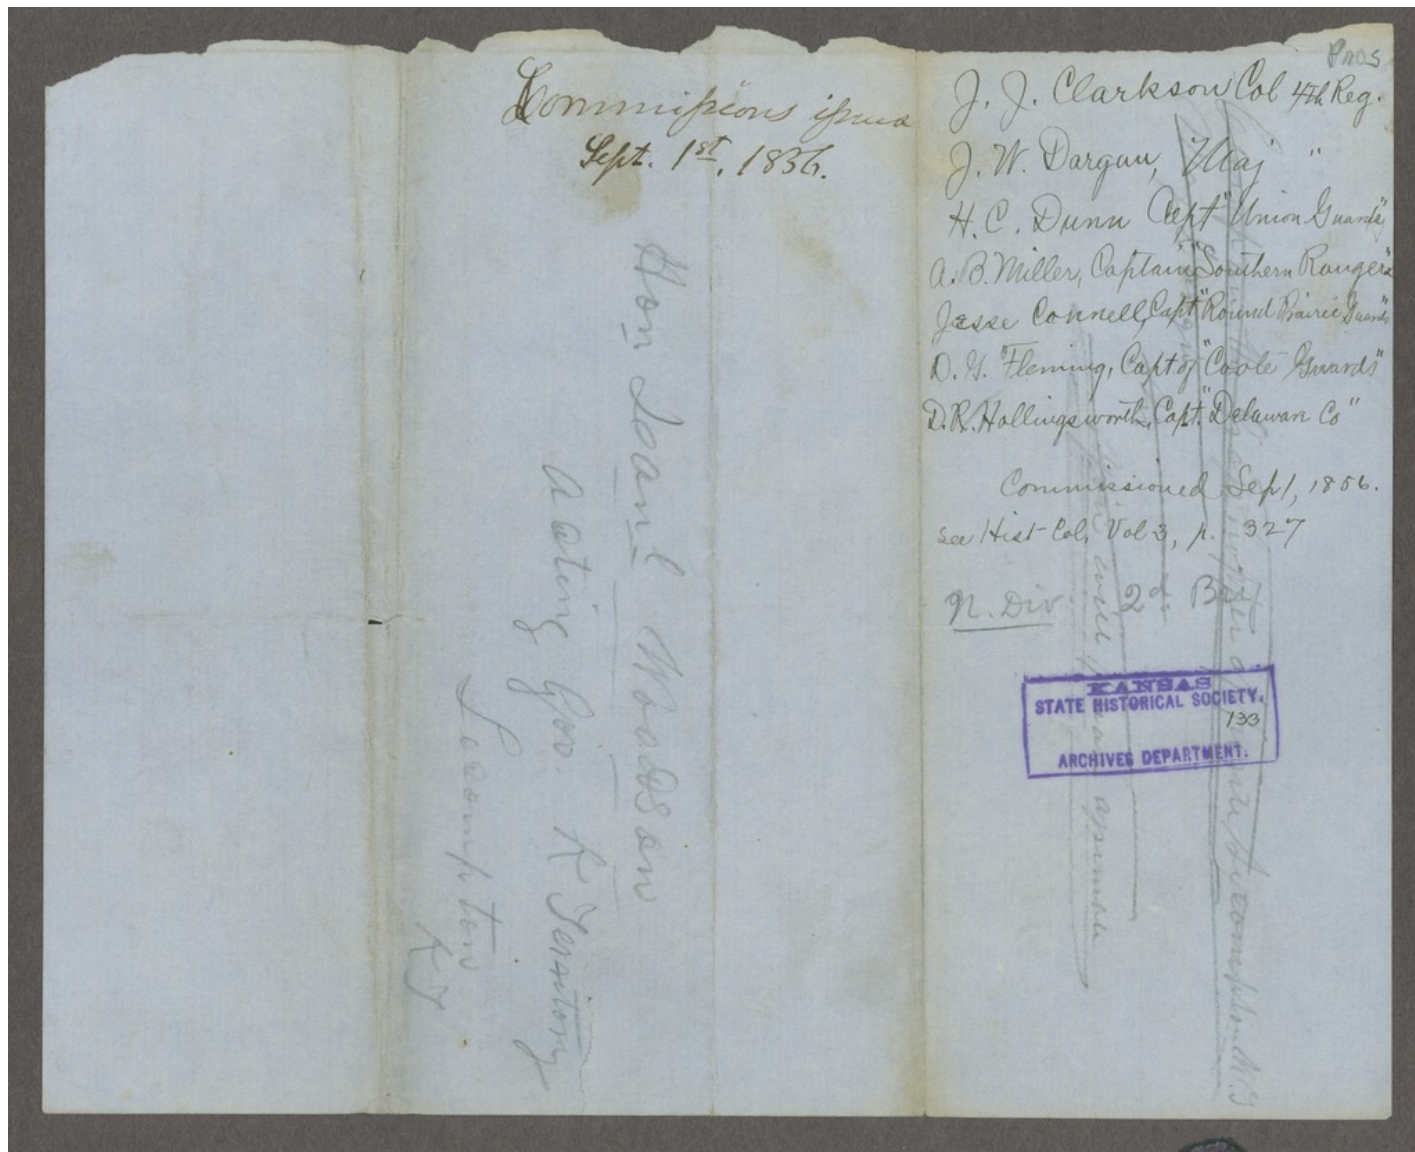 Commissions issued
Sept. 1st, 1856.
Hon Danl Woodson
Acting Gov. K Territory
Lecompton
K T
Pros
J. J. Clarkson Col 4th Reg.
J. W. Dargan, Maj "
H. C. Dunn Capt "Union Guards"
A. B. Miller, Captain "Southern Rangers"
Jesse Connell, Capt "Round Prairie Guards"
D. G. Fleming, Capt of "Coote Guards"
D. R. Hollingsworth, Capt. "Delawan Co"
Commissioned Sep 1, 1856.
see Hist Col, Vol 3, p. 327
N. Div. 2d B
KANSAS
STATE HISTORICAL SOCIETY.
133
ARCHIVES DEPARTMENT.